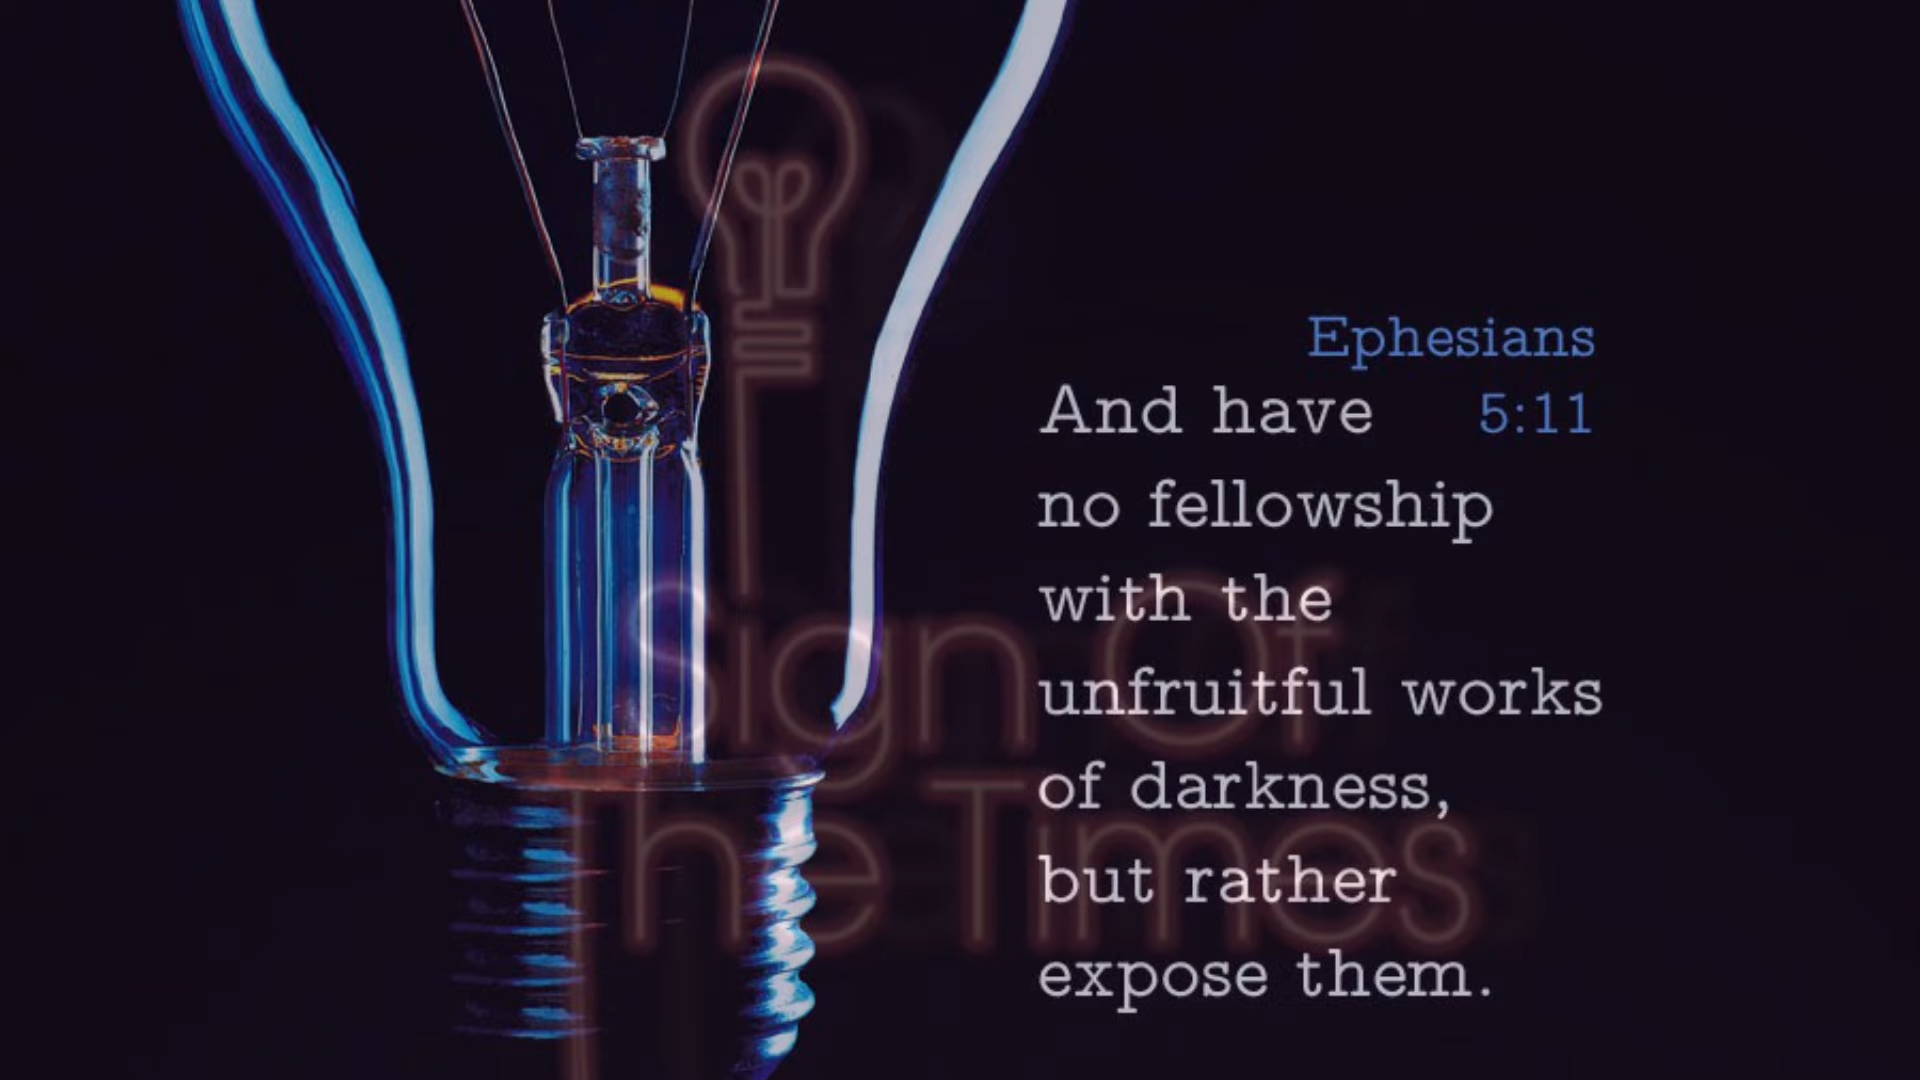 Ephesians
5:11
And have
no fellowship
with the
unfruitful works
of darkness,
but rather
expose them.
Sign Of
The Times